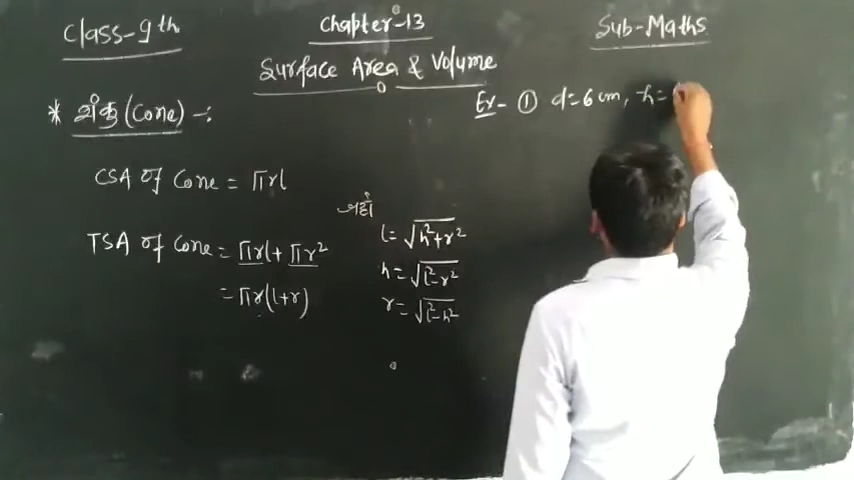 Class-9th
Chapter-13
Sub-Maths
Surface Area & Volume
* शंकु (Cone) -:
Ex- ① d=6 cm, h=
CSA of Cone = πrl
TSA of Cone = πrl + πr²
= πr(l+r)
जहाँ
l = √h²+r²
h = √l²-r²
r = √l²-h²